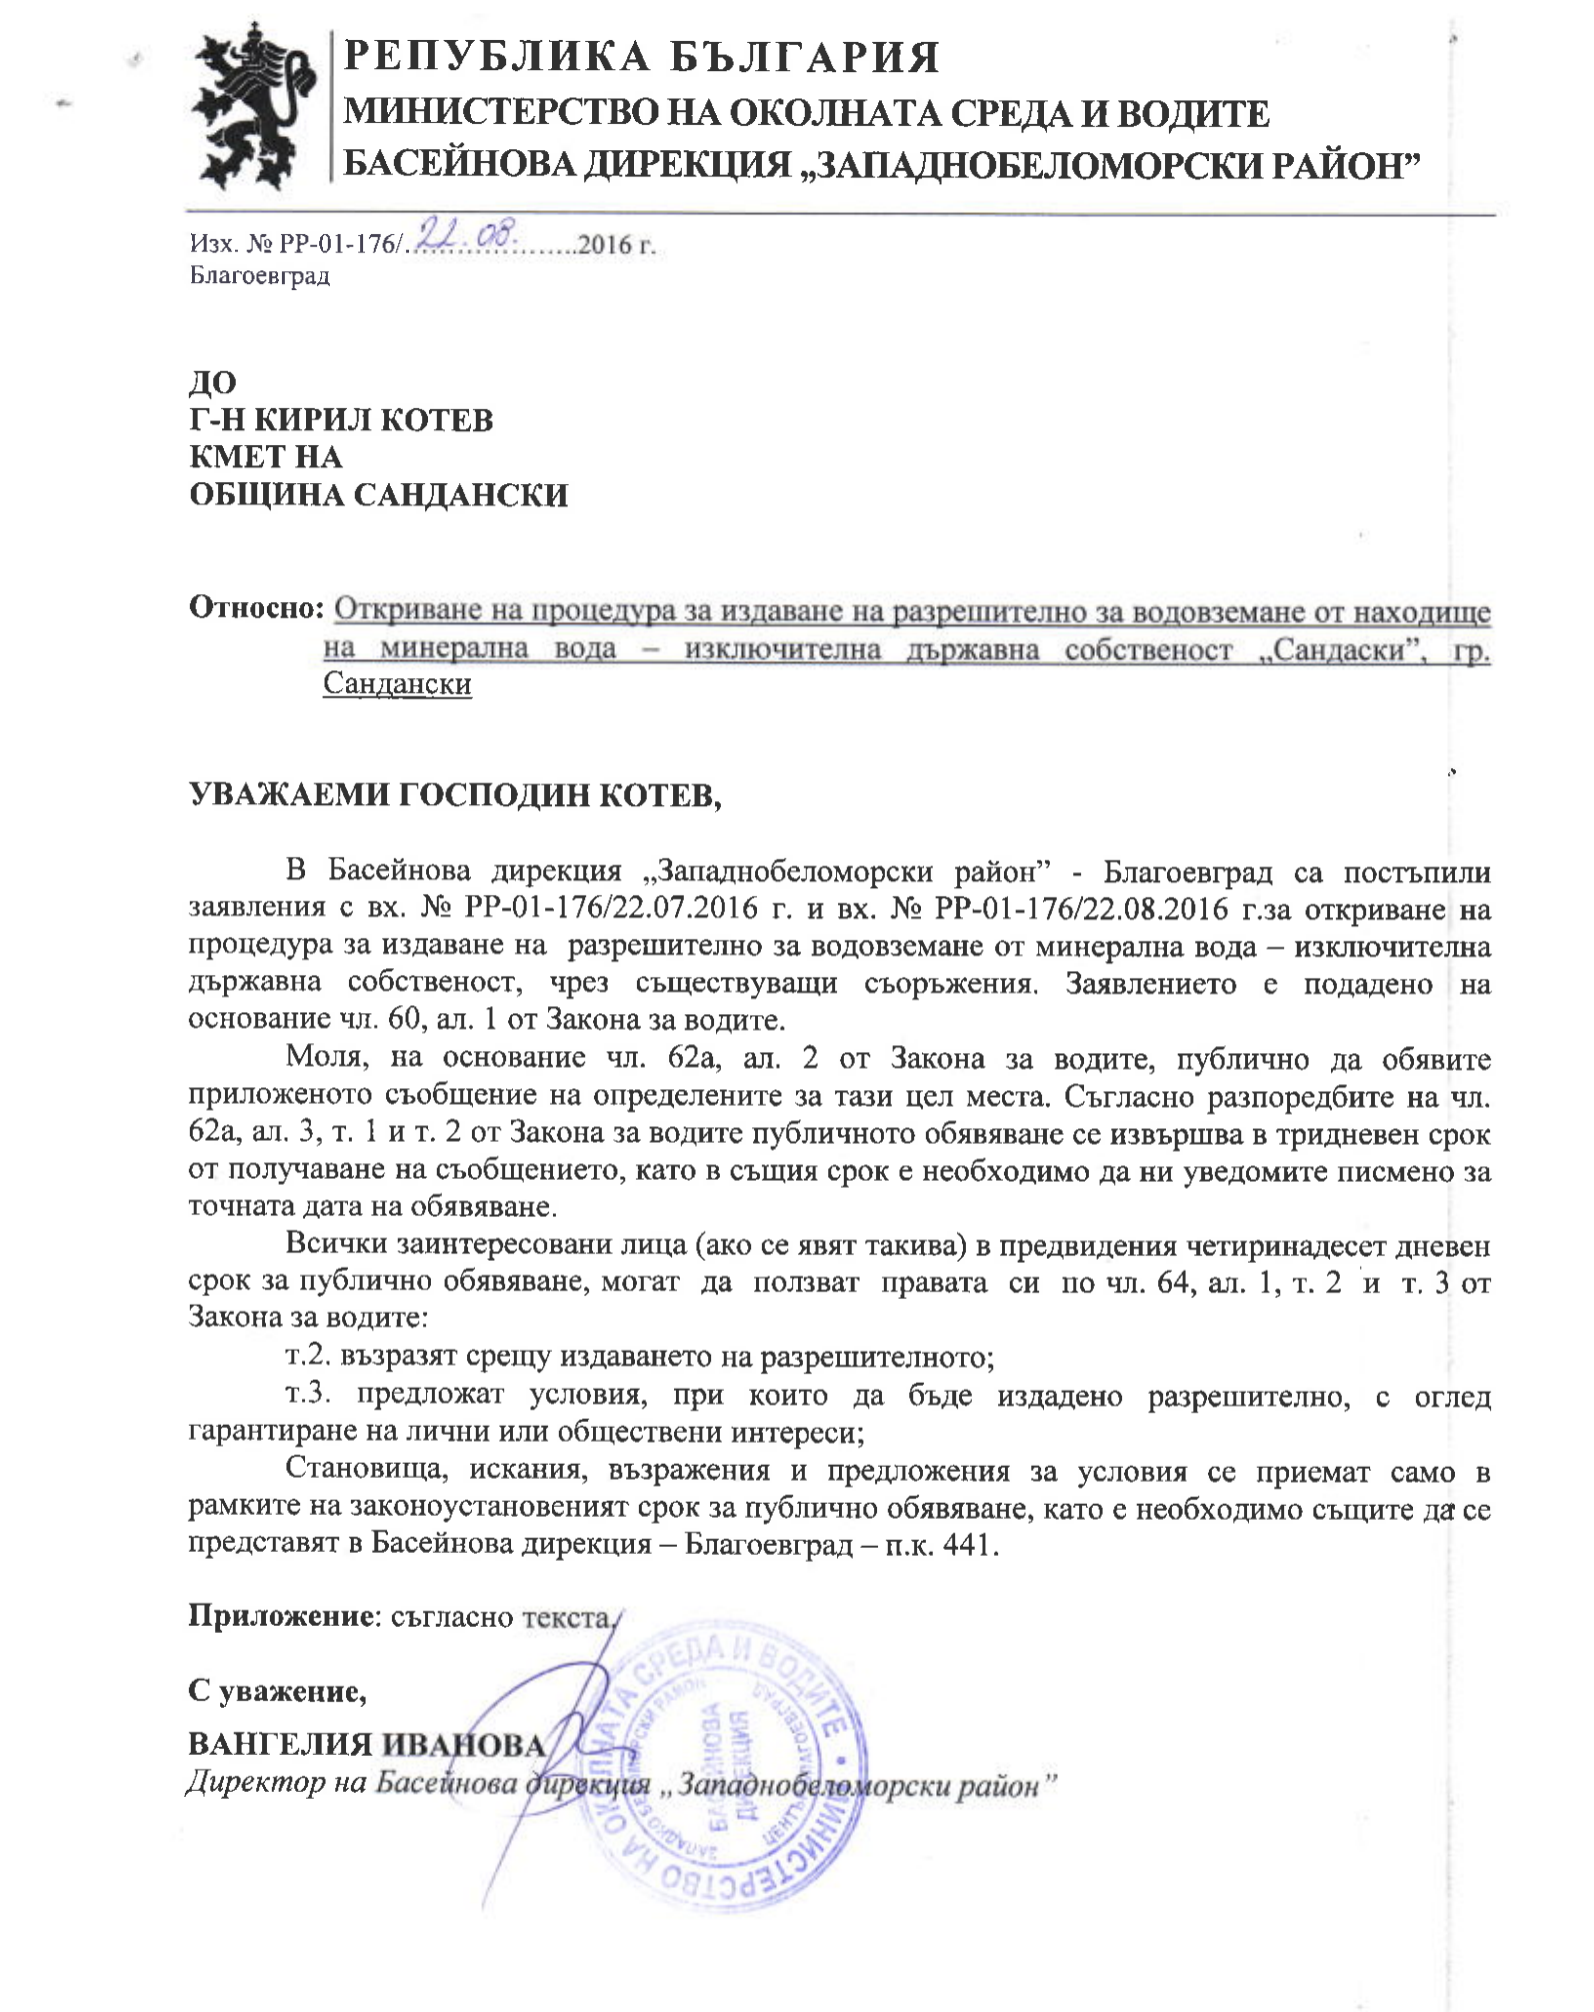 РЕПУБЛИКА БЪЛГАРИЯ
МИНИСТЕРСТВО НА ОКОЛНАТА СРЕДА И ВОДИТЕ
БАСЕЙНОВА ДИРЕКЦИЯ „ЗАПАДНОБЕЛОМОРСКИ РАЙОН”
Изх. № РР-01-176/.22.08...........2016 г.
Благоевград
ДО
Г-Н КИРИЛ КОТЕВ
КМЕТ НА
ОБЩИНА САНДАНСКИ
Относно: Откриване на процедура за издаване на разрешително за водовземане от находище
на минерална вода – изключителна държавна собственост „Сандаски”, гр.
Сандански
УВАЖАЕМИ ГОСПОДИН КОТЕВ,
В Басейнова дирекция „Западнобеломорски район” - Благоевград са постъпили
заявления с вх. № РР-01-176/22.07.2016 г. и вх. № РР-01-176/22.08.2016 г.за откриване на
процедура за издаване на разрешително за водовземане от минерална вода – изключителна
държавна собственост, чрез съществуващи съоръжения. Заявлението е подадено на
основание чл. 60, ал. 1 от Закона за водите.
Моля, на основание чл. 62а, ал. 2 от Закона за водите, публично да обявите
приложеното съобщение на определените за тази цел места. Съгласно разпоредбите на чл.
62а, ал. 3, т. 1 и т. 2 от Закона за водите публичното обявяване се извършва в тридневен срок
от получаване на съобщението, като в същия срок е необходимо да ни уведомите писмено за
точната дата на обявяване.
Всички заинтересовани лица (ако се явят такива) в предвидения четиринадесет дневен
срок за публично обявяване, могат да ползват правата си по чл. 64, ал. 1, т. 2 и т. 3 от
Закона за водите:
т.2. възразят срещу издаването на разрешителното;
т.3. предложат условия, при които да бъде издадено разрешително, с оглед
гарантиране на лични или обществени интереси;
Становища, искания, възражения и предложения за условия се приемат само в
рамките на законоустановеният срок за публично обявяване, като е необходимо същите да се
представят в Басейнова дирекция – Благоевград – п.к. 441.
Приложение: съгласно текста.
С уважение,
ВАНГЕЛИЯ ИВАНОВА
Директор на Басейнова дирекция „Западнобеломорски район”
МИНИСТЕРСТВО НА ОКОЛНАТА СРЕДА И ВОДИТЕ
БАСЕЙНОВА
ДИРЕКЦИЯ